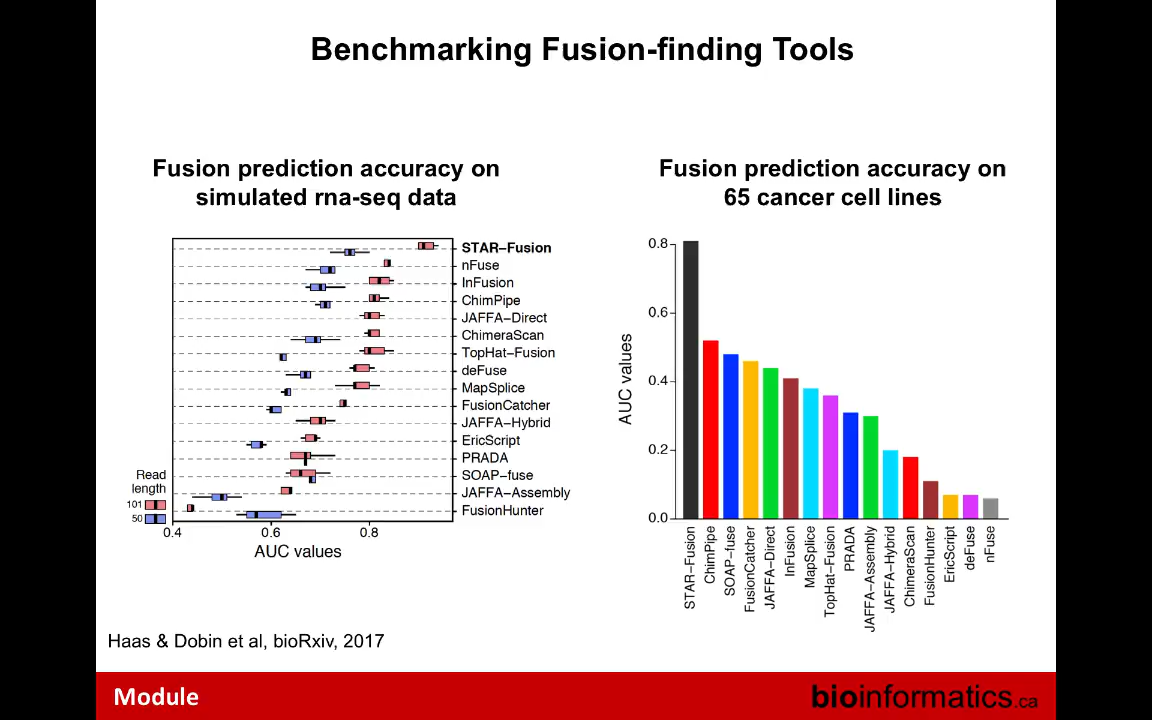 Benchmarking Fusion-finding Tools
Fusion prediction accuracy on
simulated rna-seq data
STAR−Fusion
nFuse
InFusion
ChimPipe
JAFFA−Direct
ChimeraScan
TopHat−Fusion
deFuse
MapSplice
FusionCatcher
JAFFA−Hybrid
EricScript
PRADA
SOAP−fuse
JAFFA−Assembly
FusionHunter
Read
length
101
50
0.4 0.6 0.8
AUC values
Fusion prediction accuracy on
65 cancer cell lines
AUC values
0.8
0.6
0.4
0.2
0.0
STAR−Fusion
ChimPipe
SOAP−fuse
FusionCatcher
JAFFA−Direct
InFusion
MapSplice
TopHat−Fusion
PRADA
JAFFA−Assembly
JAFFA−Hybrid
ChimeraScan
FusionHunter
EricScript
deFuse
nFuse
Haas & Dobin et al, bioRxiv, 2017
Module
bioinformatics.ca